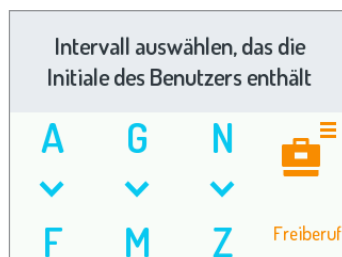 Intervall auswählen, das die
Initiale des Benutzers enthält
A G N
F M Z
Freiberuf